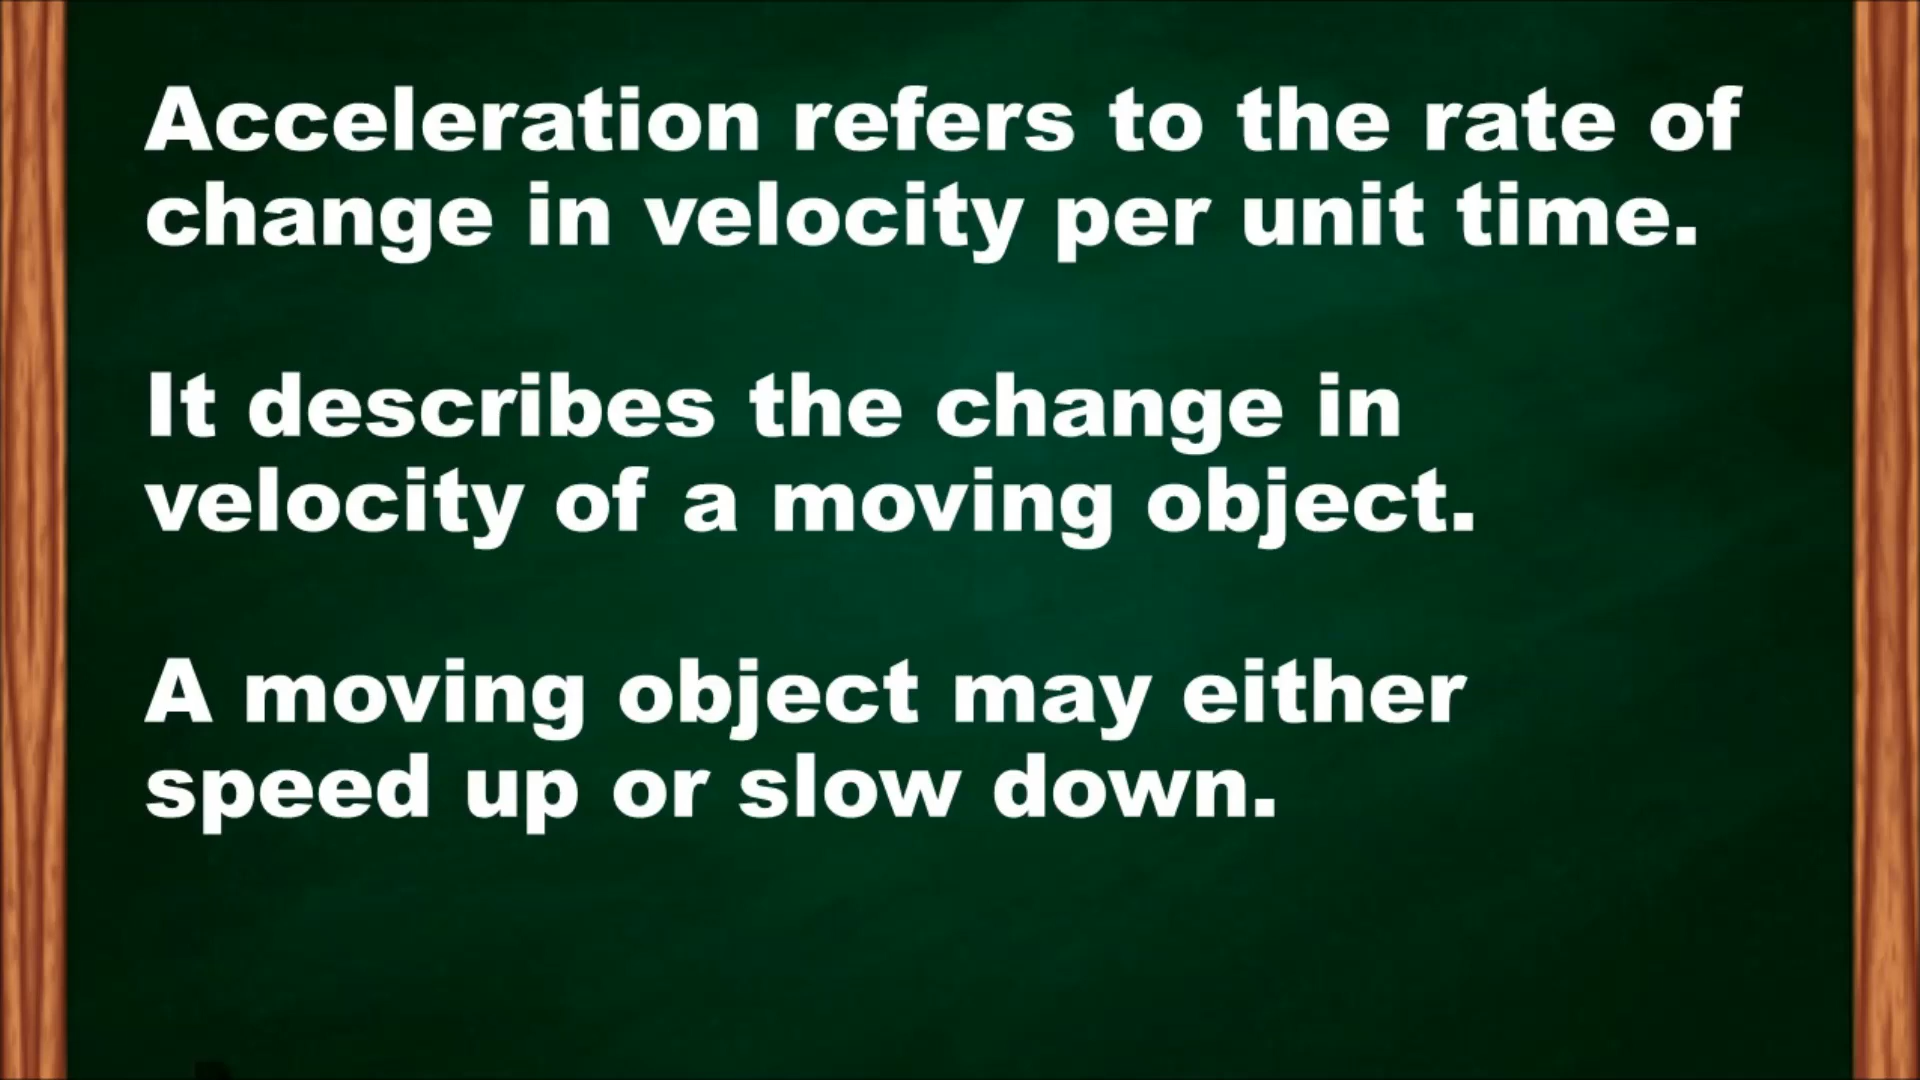 Acceleration refers to the rate of
change in velocity per unit time.
It describes the change in
velocity of a moving object.
A moving object may either
speed up or slow down.